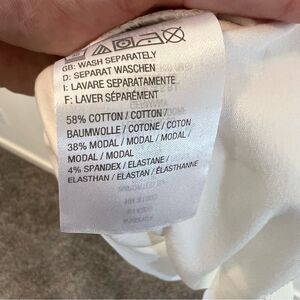 GB: WASH SEPARATELY
D: SEPARAT WASCHEN
I: LAVARE SEPARATAMENTE
F: LAVER SÉPARÉMENT
58% COTTON / COTTON /
BAUMWOLLE / COTONE / COTON
38% MODAL / MODAL / MODAL /
MODAL / MODAL
4% SPANDEX / ELASTANE /
ELASTHAN / ELASTAN / ÉLASTHANNE